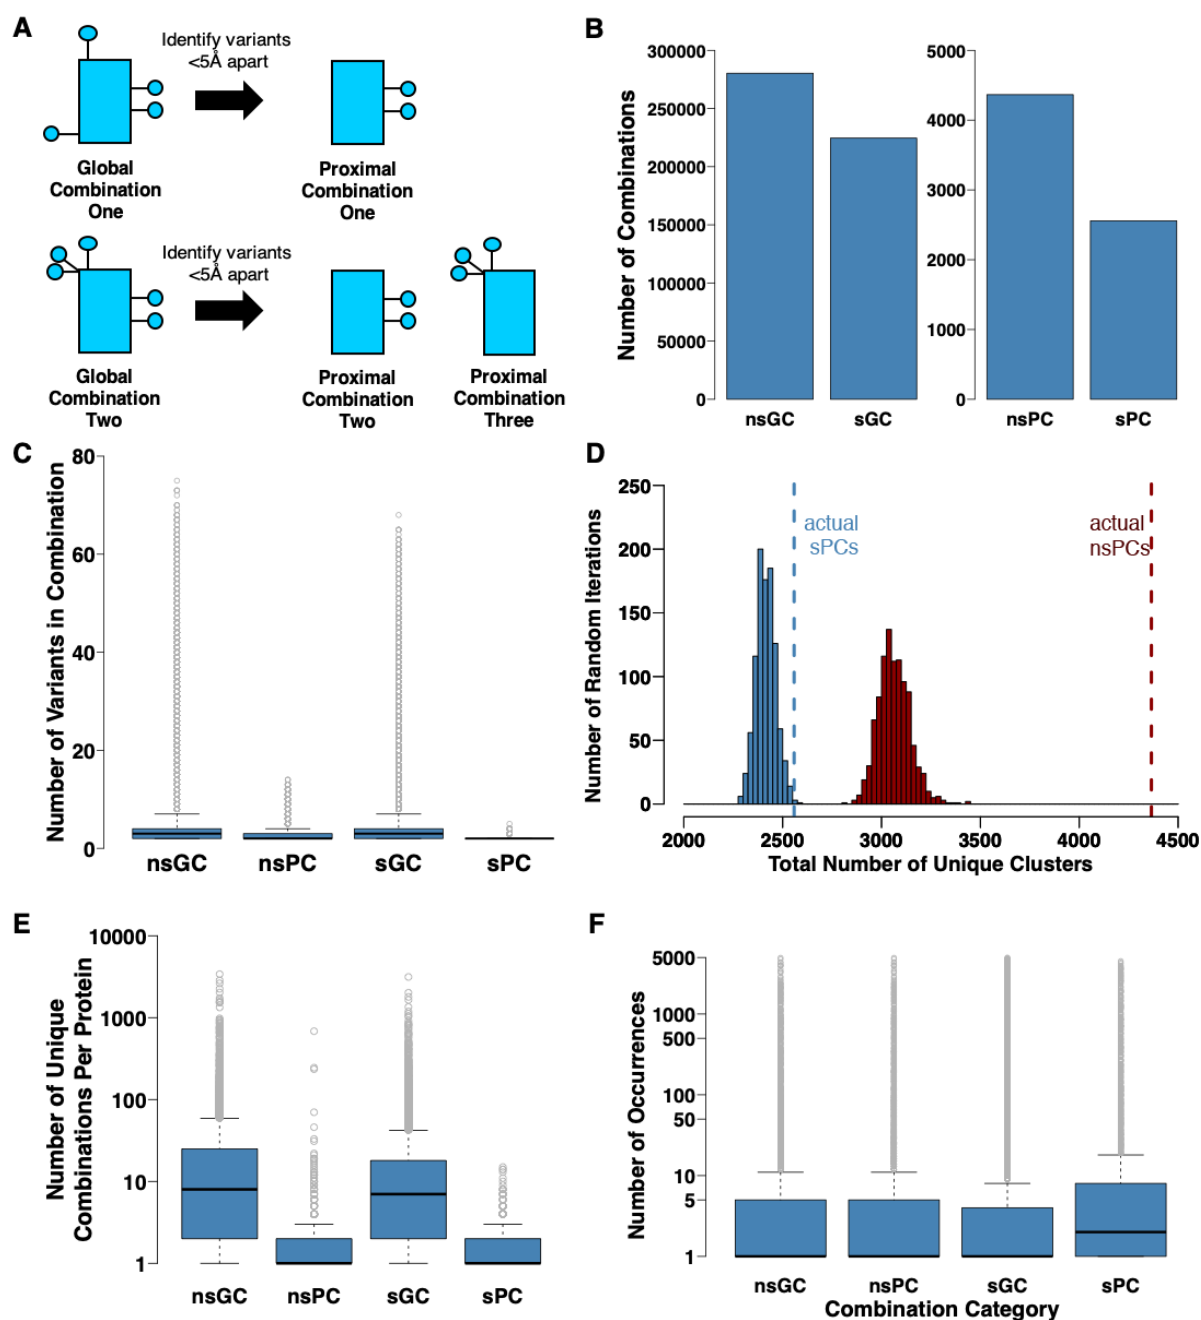 A
Identify variants
<5Å apart
Global
Combination
One
Proximal
Combination
One
Identify variants
<5Å apart
Global
Combination
Two
Proximal
Combination
Two
Proximal
Combination
Three
B
Number of Combinations
300000
250000
200000
150000
100000
50000
0
nsGC
sGC
5000
4000
3000
2000
1000
0
nsPC
sPC
C
Number of Variants in Combination
80
60
40
20
0
nsGC
nsPC
sGC
sPC
D
Number of Random Iterations
250
200
150
100
50
0
actual
sPCs
actual
nsPCs
2000
2500
3000
3500
4000
4500
Total Number of Unique Clusters
E
Number of Unique
Combinations Per Protein
10000
1000
100
10
1
nsGC
nsPC
sGC
sPC
F
Number of Occurrences
5000
1000
500
100
50
10
5
1
nsGC
nsPC
sGC
sPC
Combination Category